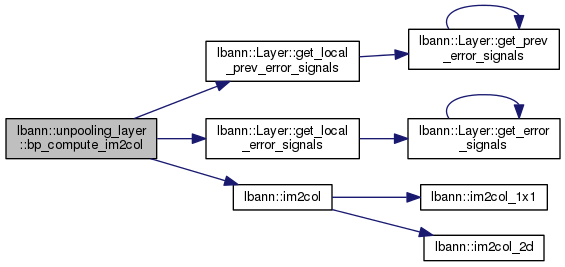 lbann::unpooling_layer
::bp_compute_im2col
lbann::Layer::get_local
_prev_error_signals
lbann::Layer::get_prev
_error_signals
lbann::Layer::get_local
_error_signals
lbann::Layer::get_error
_signals
lbann::im2col
lbann::im2col_1x1
lbann::im2col_2d